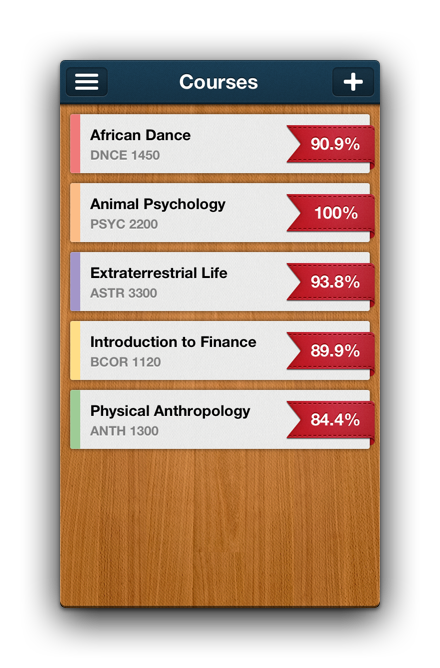 Courses
African Dance
DNCE 1450
90.9%
Animal Psychology
PSYC 2200
100%
Extraterrestrial Life
ASTR 3300
93.8%
Introduction to Finance
BCOR 1120
89.9%
Physical Anthropology
ANTH 1300
84.4%